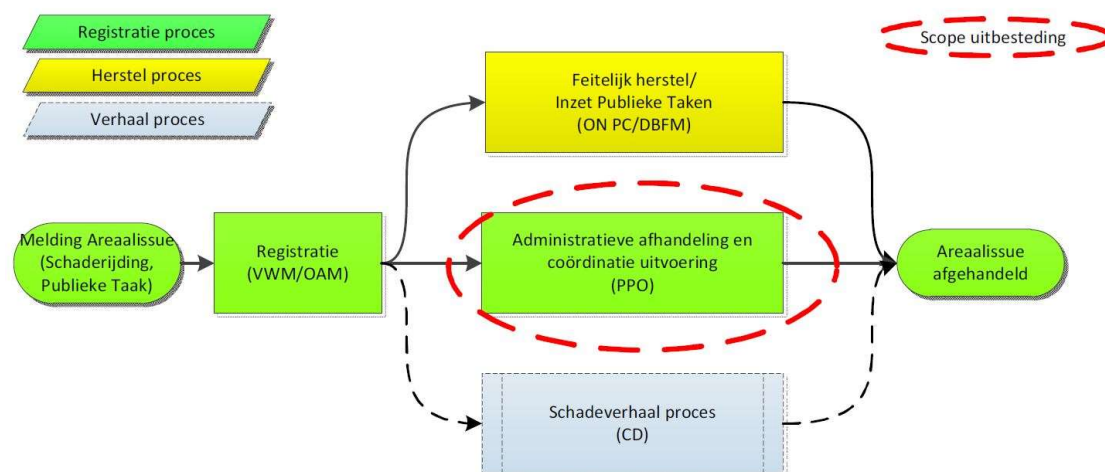 Registratie proces
Herstel proces
Verhaal proces
Scope uitbesteding
Feitelijk herstel/
Inzet Publieke Taken
(ON PC/DBFM)
Melding Areaalissue
(Schaderijding,
Publieke Taak)
Registratie
(VWM/OAM)
Administratieve afhandeling en
coördinatie uitvoering
(PPO)
Areaalissue
afgehandeld
Schadeverhaal proces
(CD)